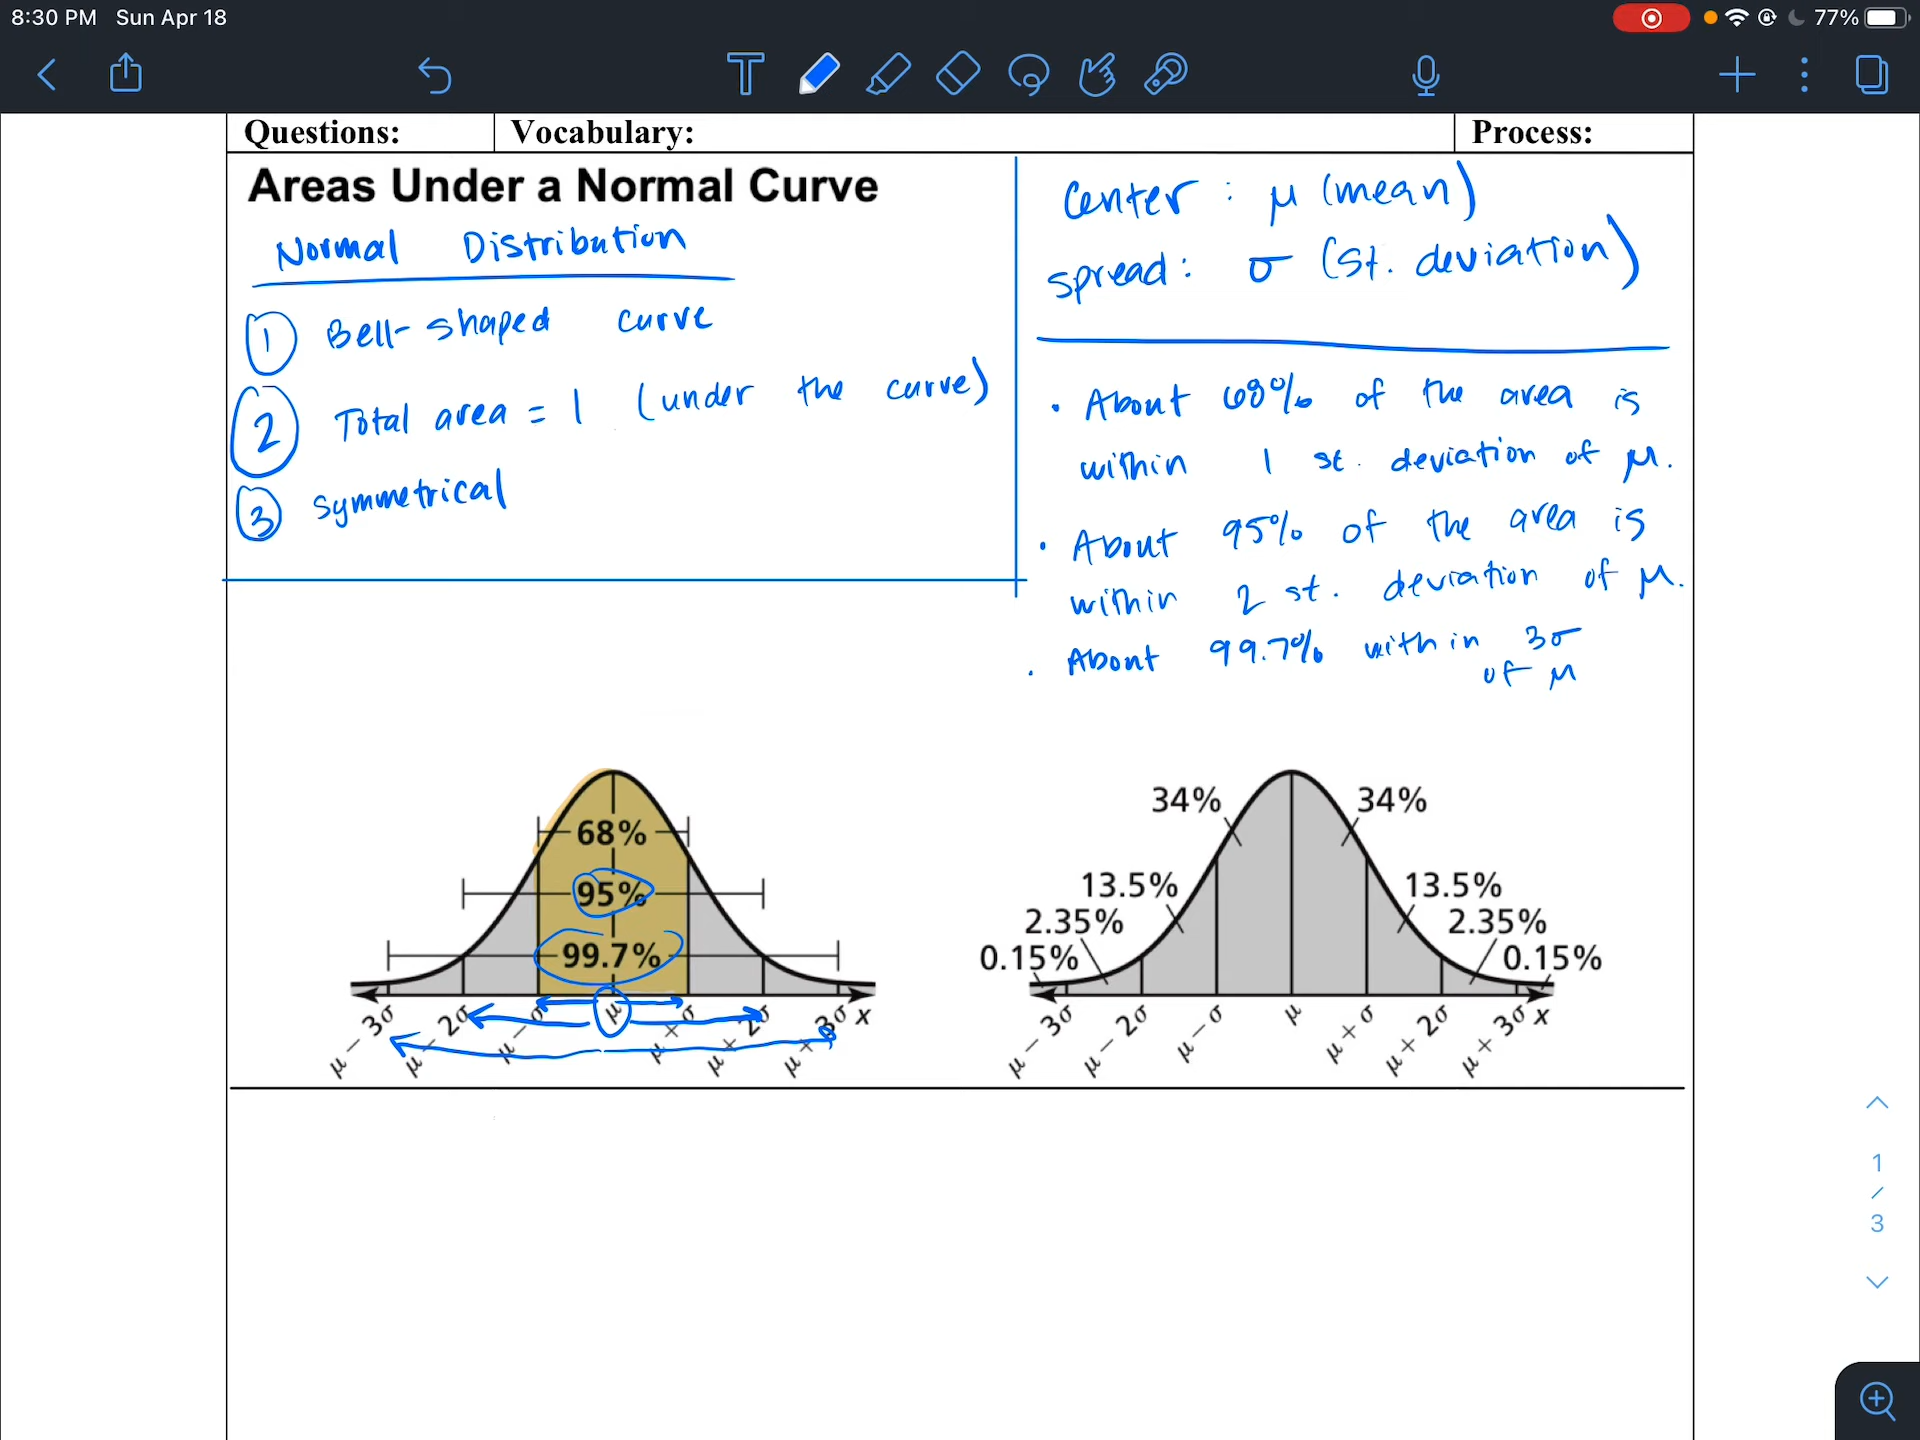 8:30 PM Sun Apr 18
77%
T
Questions: Vocabulary: Process:
Areas Under a Normal Curve
Normal Distribution
1 Bell-shaped curve
2 Total area = 1 (under the curve)
3 Symmetrical
Center : μ (mean)
spread : σ (St. deviation)
• About 68% of the area is
within 1 st. deviation of μ.
• About 95% of the area is
within 2 st. deviation of μ.
. About 99.7% within 3σ
of μ
68%
95%
99.7%
μ − 3σ μ − 2σ μ − σ μ μ + σ μ + 2σ μ + 3σ x
34% 34%
13.5% 13.5%
2.35% 2.35%
0.15% 0.15%
μ − 3σ μ − 2σ μ − σ μ μ + σ μ + 2σ μ + 3σ x
1
/
3